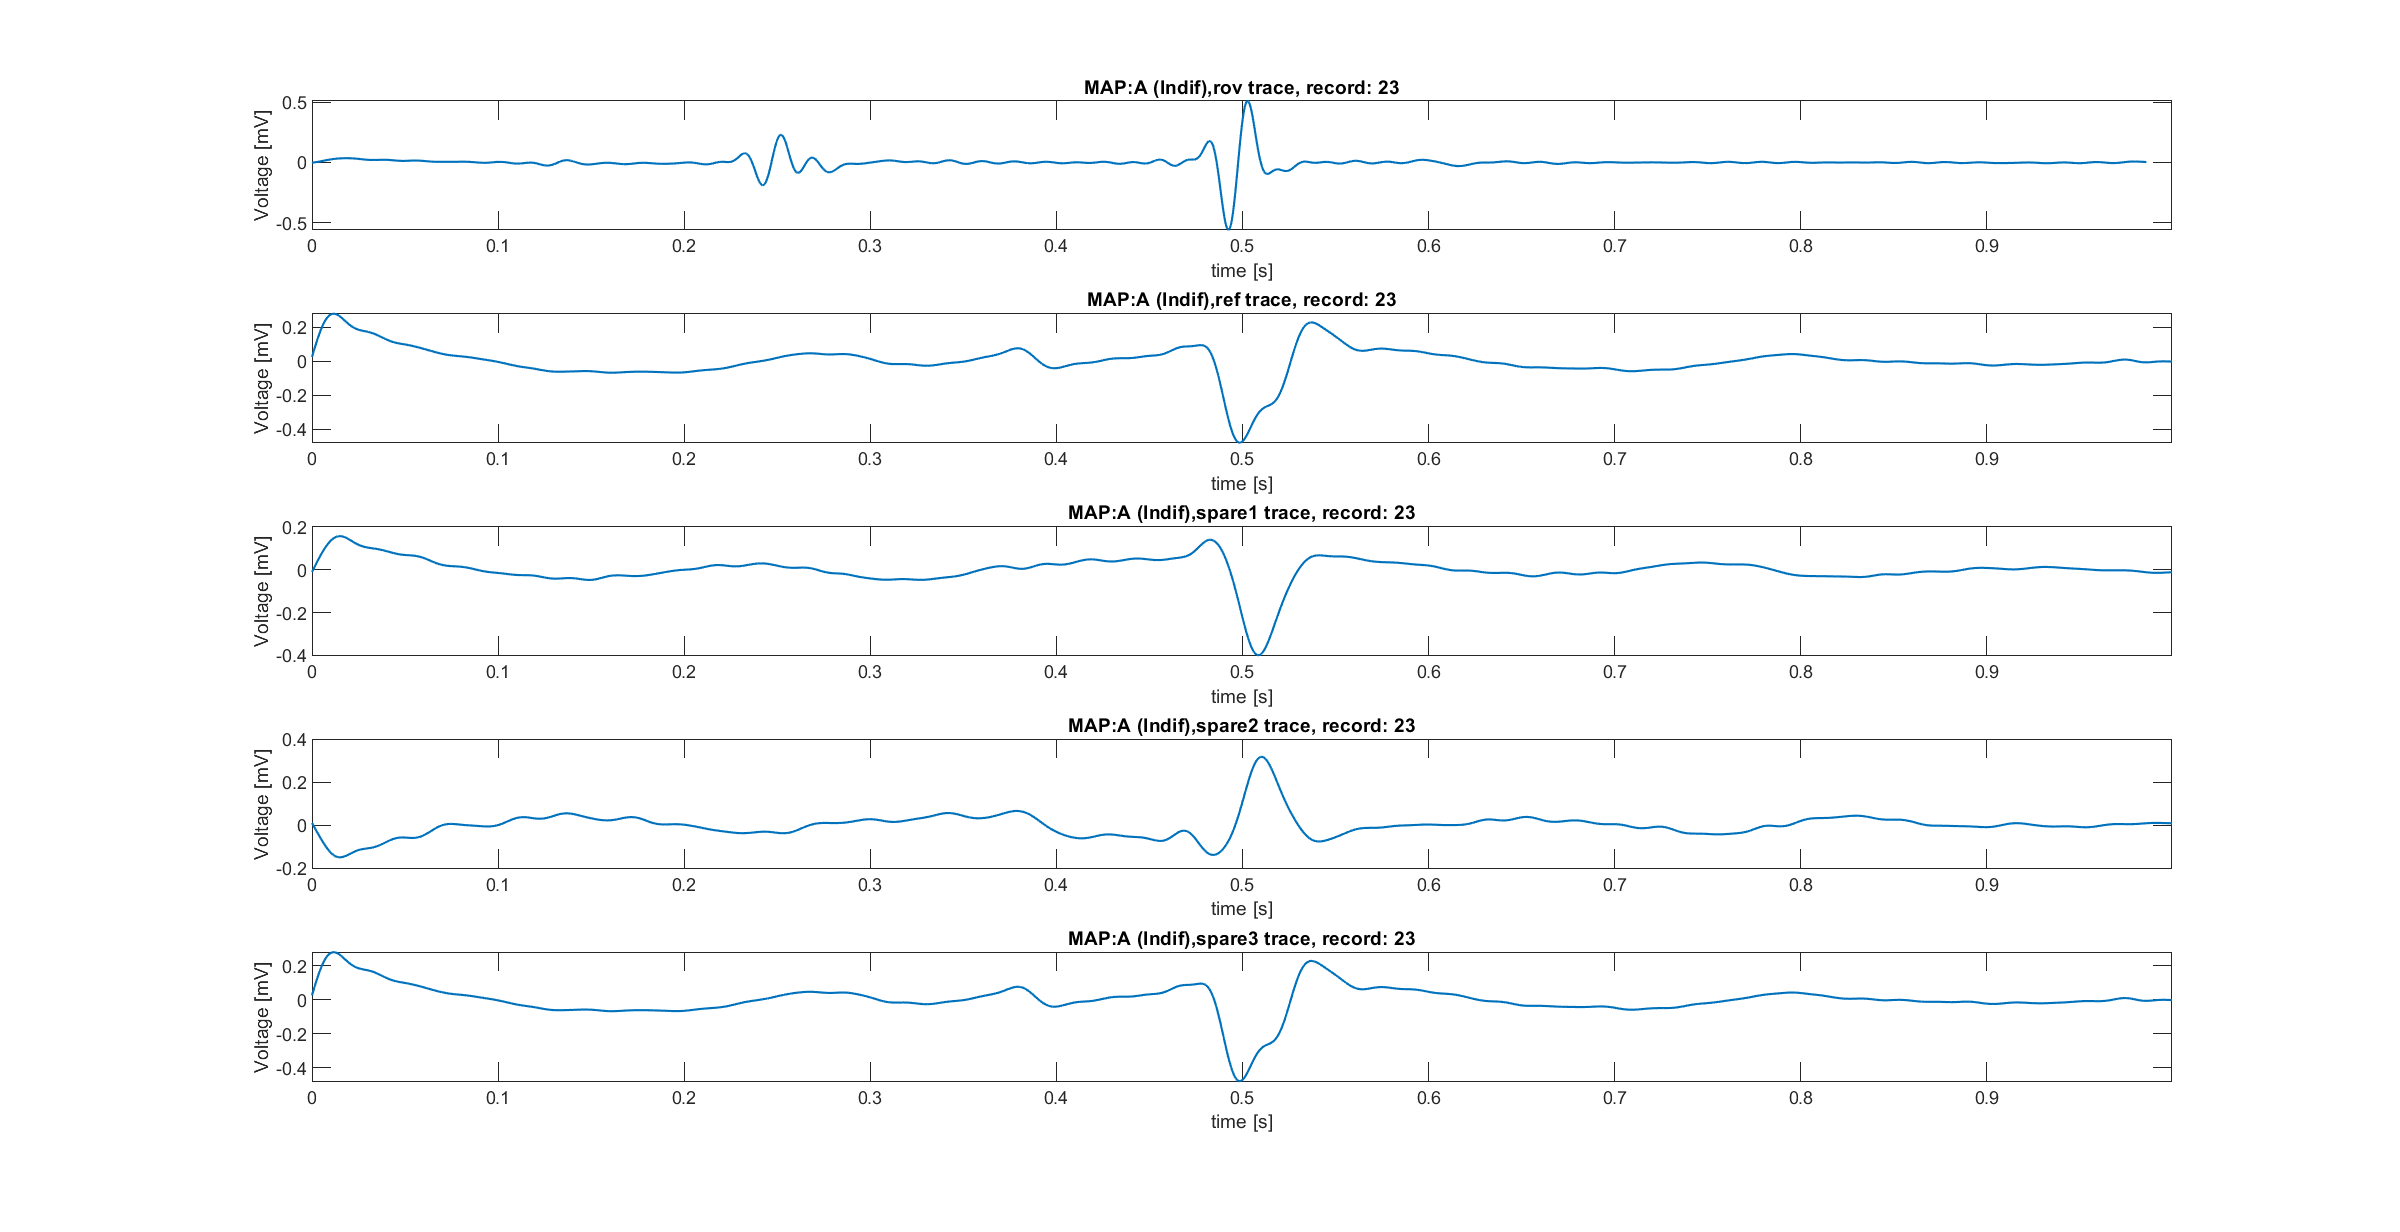 MAP:A (Indif),rov trace, record: 23
Voltage [mV]
0.5
0
-0.5
0 0.1 0.2 0.3 0.4 0.5 0.6 0.7 0.8 0.9
time [s]
MAP:A (Indif),ref trace, record: 23
Voltage [mV]
0.2
0
-0.2
-0.4
0 0.1 0.2 0.3 0.4 0.5 0.6 0.7 0.8 0.9
time [s]
MAP:A (Indif),spare1 trace, record: 23
Voltage [mV]
0.2
0
-0.2
-0.4
0 0.1 0.2 0.3 0.4 0.5 0.6 0.7 0.8 0.9
time [s]
MAP:A (Indif),spare2 trace, record: 23
Voltage [mV]
0.4
0.2
0
-0.2
0 0.1 0.2 0.3 0.4 0.5 0.6 0.7 0.8 0.9
time [s]
MAP:A (Indif),spare3 trace, record: 23
Voltage [mV]
0.2
0
-0.2
-0.4
0 0.1 0.2 0.3 0.4 0.5 0.6 0.7 0.8 0.9
time [s]